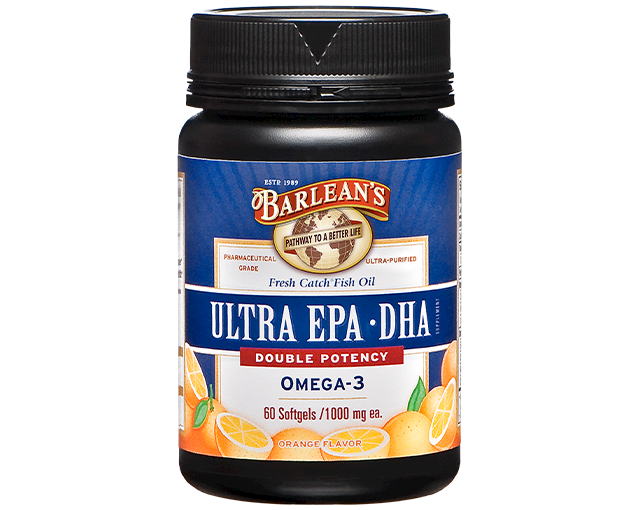 ESTD 1989
BARLEAN'S
PATHWAY TO A BETTER LIFE
PHARMACEUTICAL GRADE
ULTRA-PURIFIED
Fresh Catch® Fish Oil
ULTRA EPA · DHA
SUPPLEMENT
DOUBLE POTENCY
OMEGA-3
60 Softgels / 1000 mg ea.
ORANGE FLAVOR